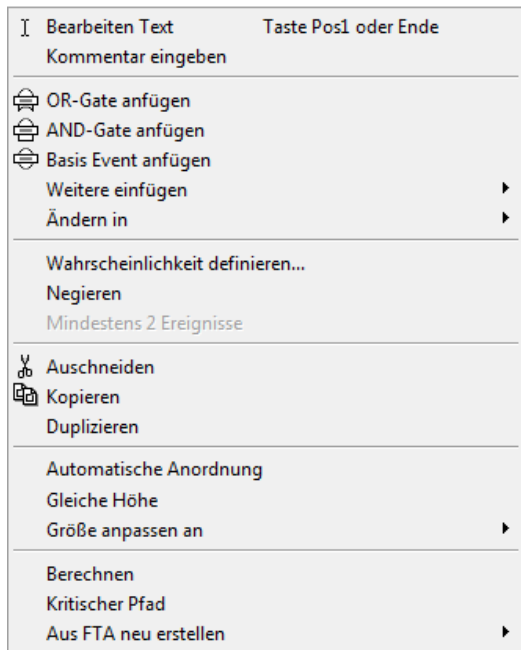 Bearbeiten Text Taste Pos1 oder Ende
Kommentar eingeben
OR-Gate anfügen
AND-Gate anfügen
Basis Event anfügen
Weitere einfügen
Ändern in
Wahrscheinlichkeit definieren...
Negieren
Mindestens 2 Ereignisse
Auschneiden
Kopieren
Duplizieren
Automatische Anordnung
Gleiche Höhe
Größe anpassen an
Berechnen
Kritischer Pfad
Aus FTA neu erstellen